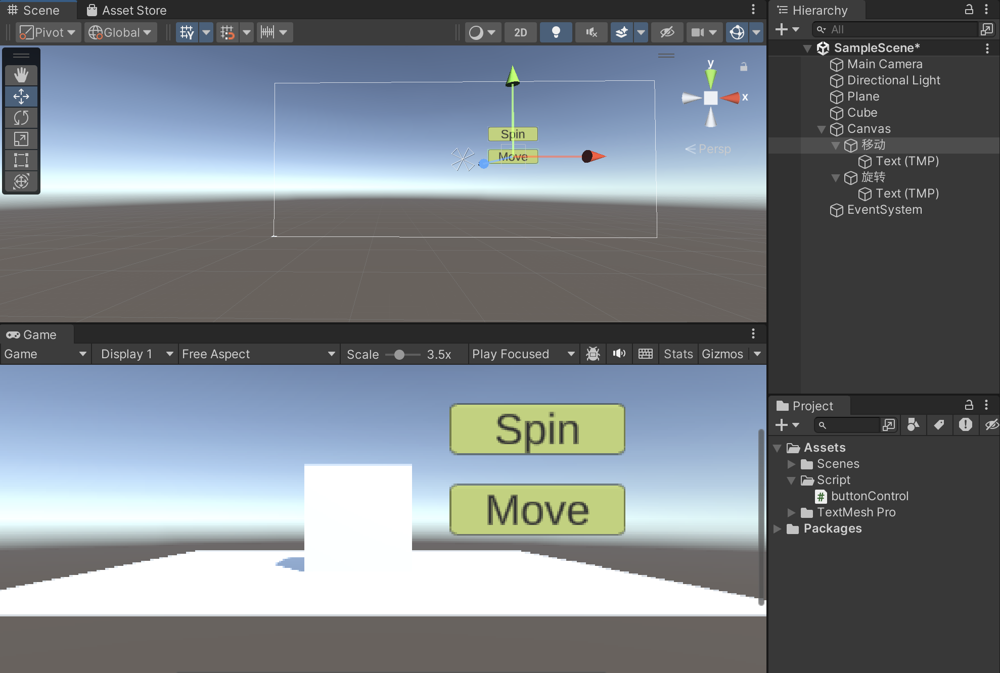 Scene
Asset Store
Pivot
Global
2D
y
x
Persp
Spin
Move
Game
Game
Display 1
Free Aspect
Scale
3.5x
Play Focused
Stats
Gizmos
Spin
Move
Hierarchy
All
SampleScene*
Main Camera
Directional Light
Plane
Cube
Canvas
移动
Text (TMP)
旋转
Text (TMP)
EventSystem
Project
Assets
Scenes
Script
# buttonControl
TextMesh Pro
Packages